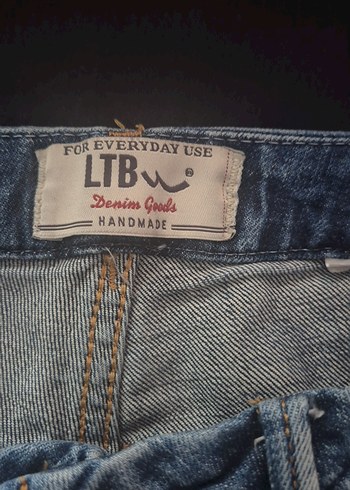 FOR EVERYDAY USE
LTB
Denim Goods
HANDMADE